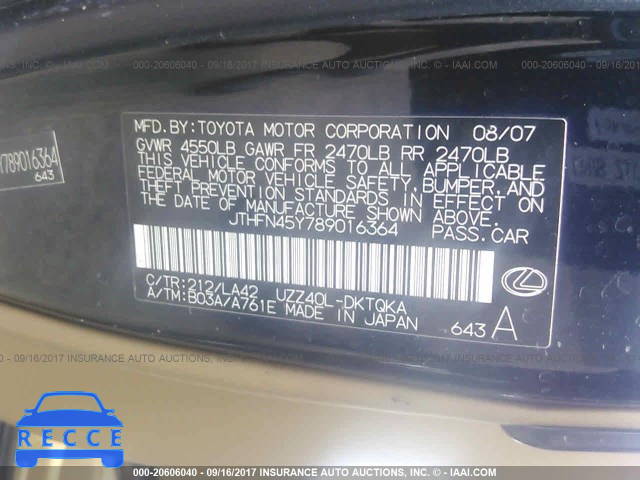 000-20606040 - 09/16/2017 INSURANCE AUTO AUCTIONS, INC. - © IAAI.COM
MFD.BY:TOYOTA MOTOR CORPORATION 08/07
GVWR 4550LB GAWR FR 2470LB RR 2470LB
THIS VEHICLE CONFORMS TO ALL APPLICABLE
FEDERAL MOTOR VEHICLE SAFETY,BUMPER,AND
THEFT PREVENTION STANDARDS IN EFFECT ON
THE DATE OF MANUFACTURE SHOWN ABOVE.
JTHFN45Y789016364 PASS.CAR
Y789016364
643
C/TR:212/LA42 UZZ40L-DKTQKA
A/TM:B03A/A761E MADE IN JAPAN 643 A
RECCE
000-20606040 - 09/16/2017 INSURANCE AUTO AUCTIONS, INC. - © IAAI.COM